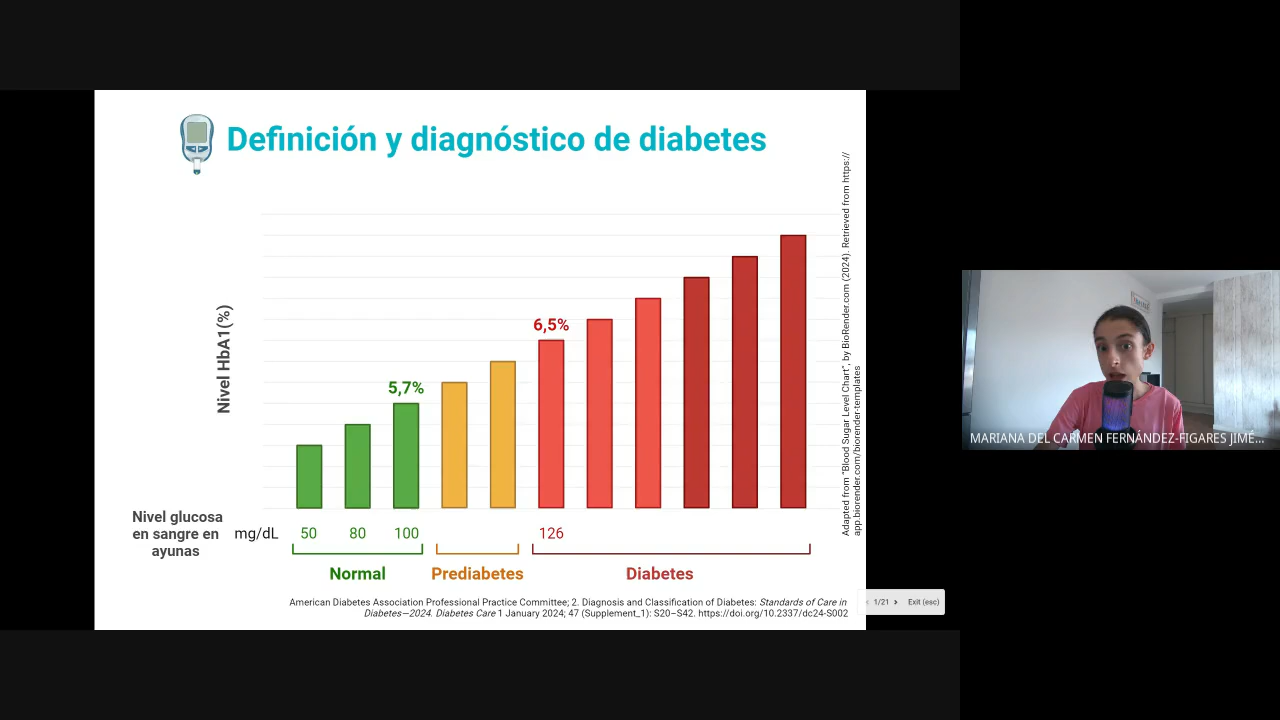 Definición y diagnóstico de diabetes
Nivel HbA1(%)
5,7%
6,5%
Nivel glucosa
en sangre en
ayunas
mg/dL
50
80
100
126
Normal
Prediabetes
Diabetes
American Diabetes Association Professional Practice Committee; 2. Diagnosis and Classification of Diabetes: Standards of Care in
Diabetes—2024. Diabetes Care 1 January 2024; 47 (Supplement_1): S20–S42. https://doi.org/10.2337/dc24-S002
Adapted from "Blood Sugar Level Chart", by BioRender.com (2024). Retrieved from https://
app.biorender.com/biorender-templates
1/21
Exit (esc)
MARIANA DEL CARMEN FERNÁNDEZ-FIGARES JIMÉ...